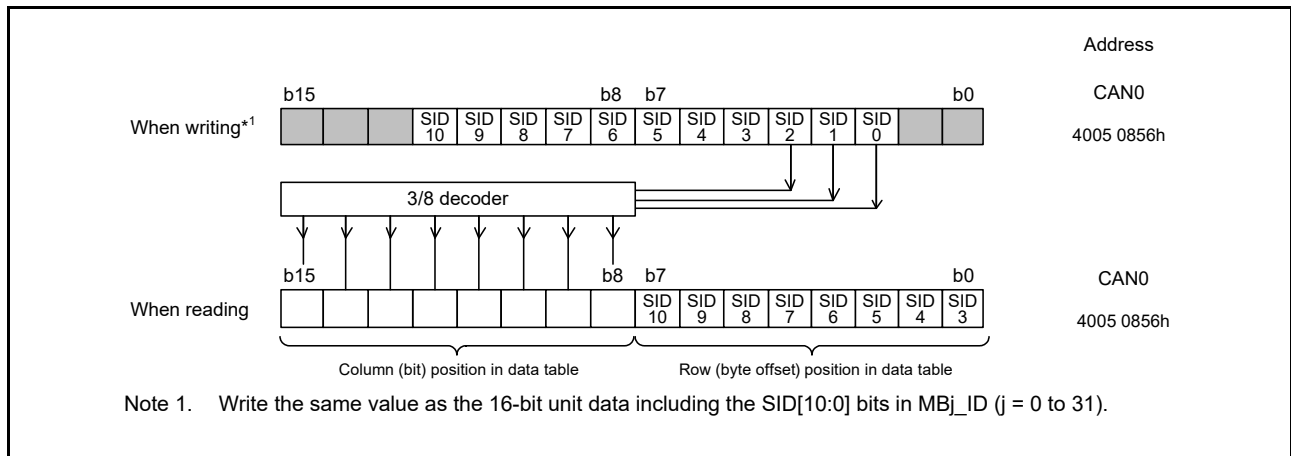 Address
b15 b8 b7 b0 CAN0
When writing*1 SID 10 SID 9 SID 8 SID 7 SID 6 SID 5 SID 4 SID 3 SID 2 SID 1 SID 0 4005 0856h
3/8 decoder
b15 b8 b7 b0 CAN0
When reading SID 10 SID 9 SID 8 SID 7 SID 6 SID 5 SID 4 SID 3 4005 0856h
Column (bit) position in data table Row (byte offset) position in data table
Note 1. Write the same value as the 16-bit unit data including the SID[10:0] bits in MBj_ID (j = 0 to 31).